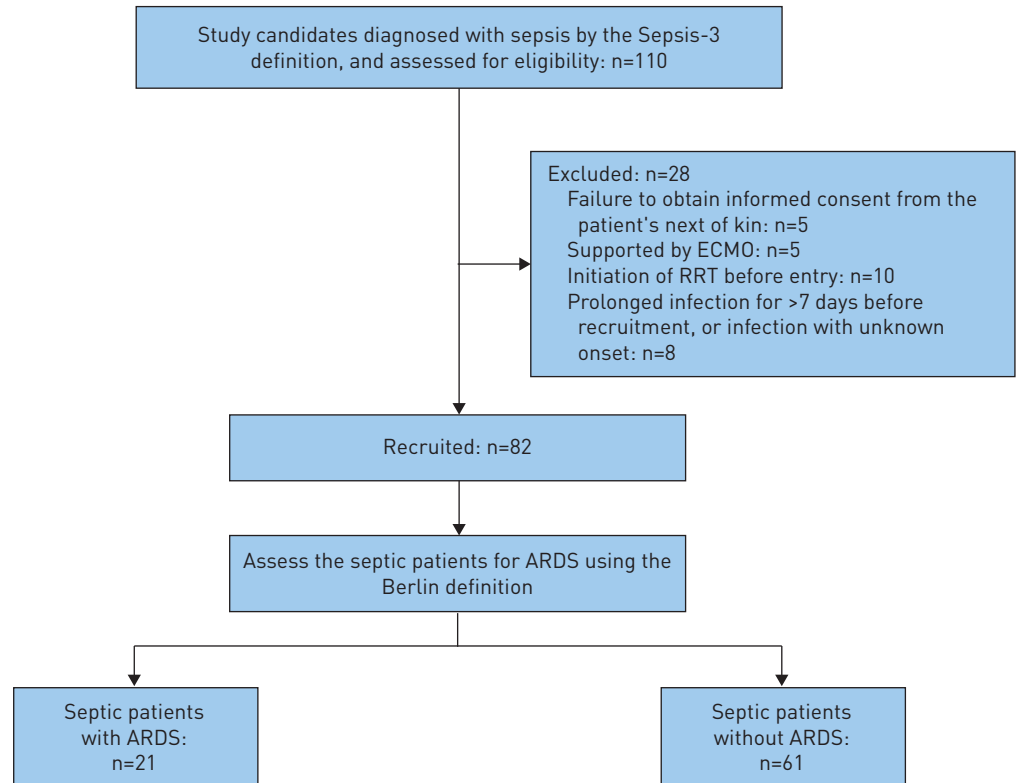 Study candidates diagnosed with sepsis by the Sepsis-3
definition, and assessed for eligibility: n=110
Excluded: n=28
Failure to obtain informed consent from the
patient's next of kin: n=5
Supported by ECMO: n=5
Initiation of RRT before entry: n=10
Prolonged infection for >7 days before
recruitment, or infection with unknown
onset: n=8
Recruited: n=82
Assess the septic patients for ARDS using the
Berlin definition
Septic patients
with ARDS:
n=21
Septic patients
without ARDS:
n=61